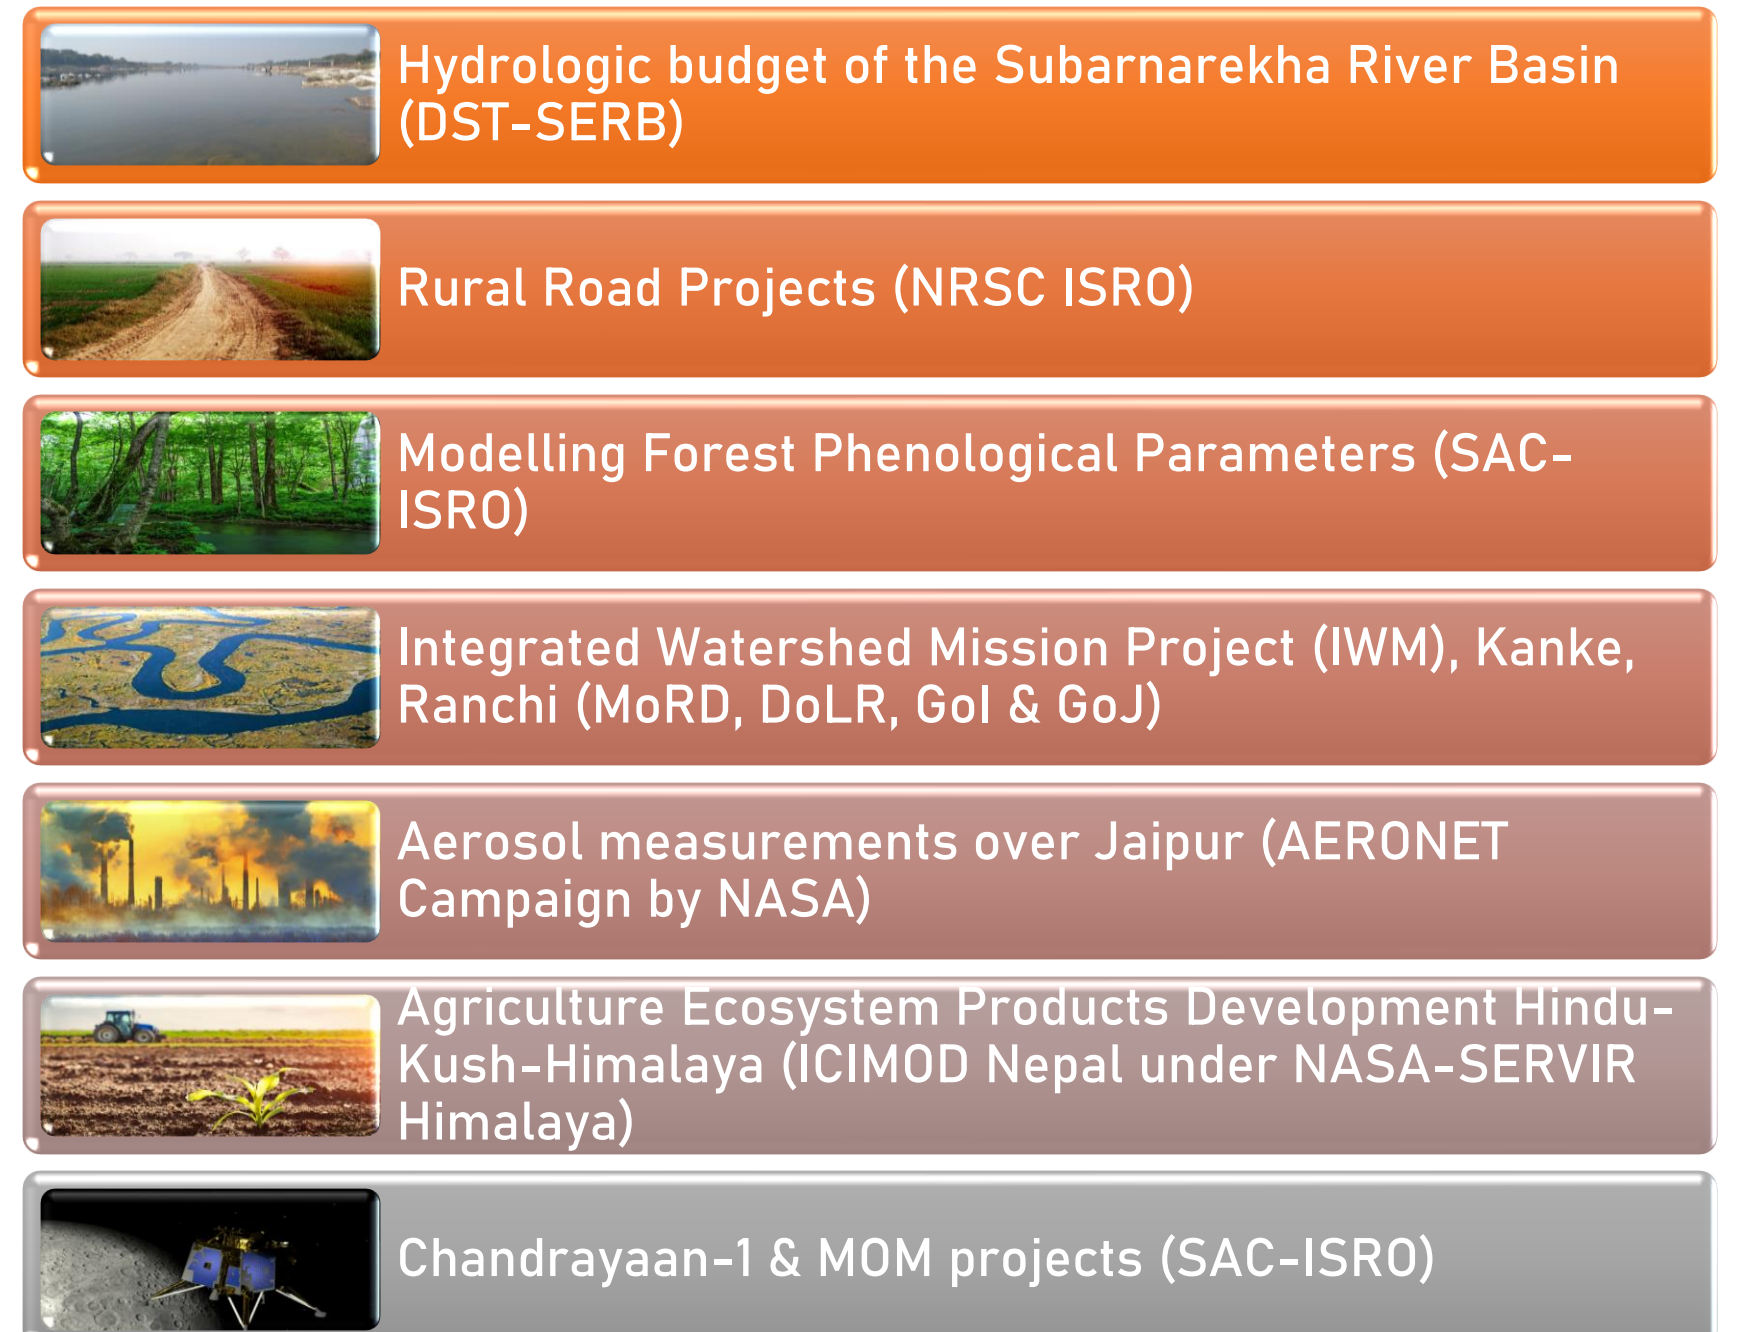 Hydrologic budget of the Subarnarekha River Basin
(DST-SERB)
Rural Road Projects (NRSC ISRO)
Modelling Forest Phenological Parameters (SAC-
ISRO)
Integrated Watershed Mission Project (IWM), Kanke,
Ranchi (MoRD, DoLR, GoI & GoJ)
Aerosol measurements over Jaipur (AERONET
Campaign by NASA)
Agriculture Ecosystem Products Development Hindu-
Kush-Himalaya (ICIMOD Nepal under NASA-SERVIR
Himalaya)
Chandrayaan-1 & MOM projects (SAC-ISRO)